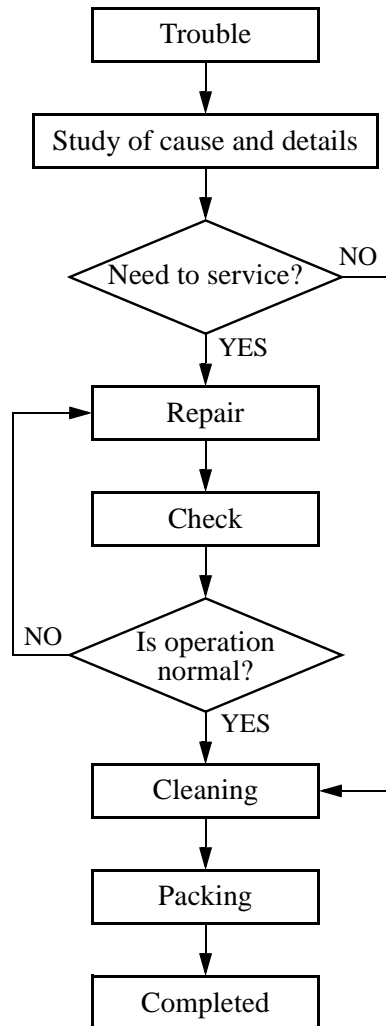 Trouble
Study of cause and details
Need to service?
NO
YES
Repair
Check
Is operation
normal?
NO
YES
Cleaning
Packing
Completed